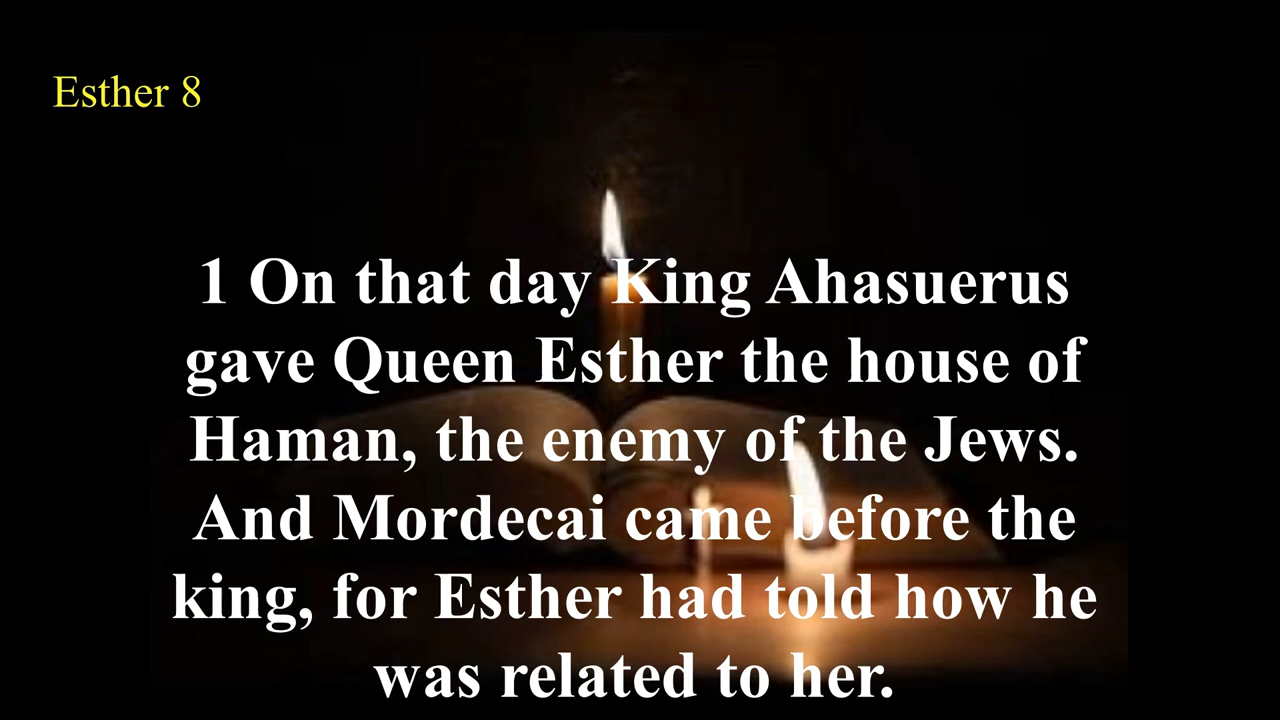 Esther 8
1 On that day King Ahasuerus
gave Queen Esther the house of
Haman, the enemy of the Jews.
And Mordecai came before the
king, for Esther had told how he
was related to her.